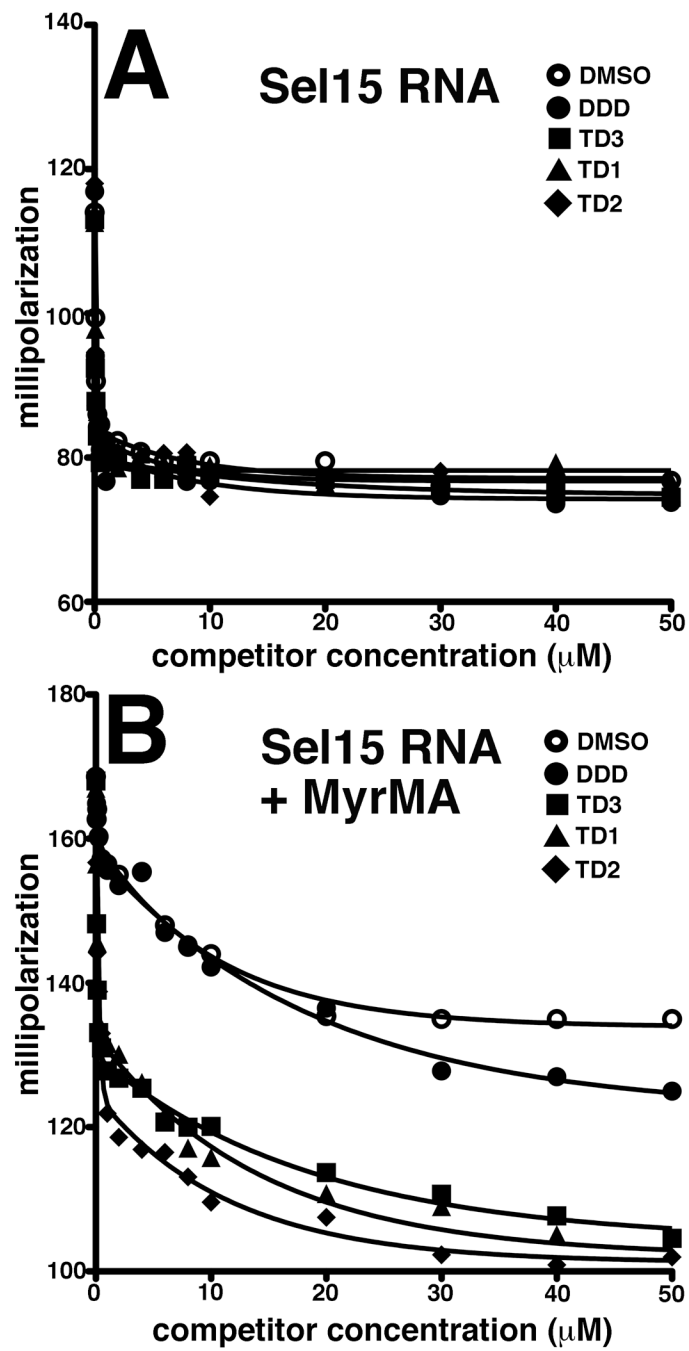 140
A
Sel15 RNA
DMSO
DDD
TD3
TD1
TD2
120
100
80
60
millipolarization
0 10 20 30 40 50
competitor concentration (μM)
180
B
Sel15 RNA
+ MyrMA
DMSO
DDD
TD3
TD1
TD2
160
140
120
100
millipolarization
0 10 20 30 40 50
competitor concentration (μM)